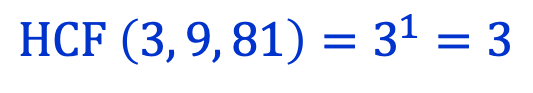 HCF (3, 9, 81) = 3¹ = 3